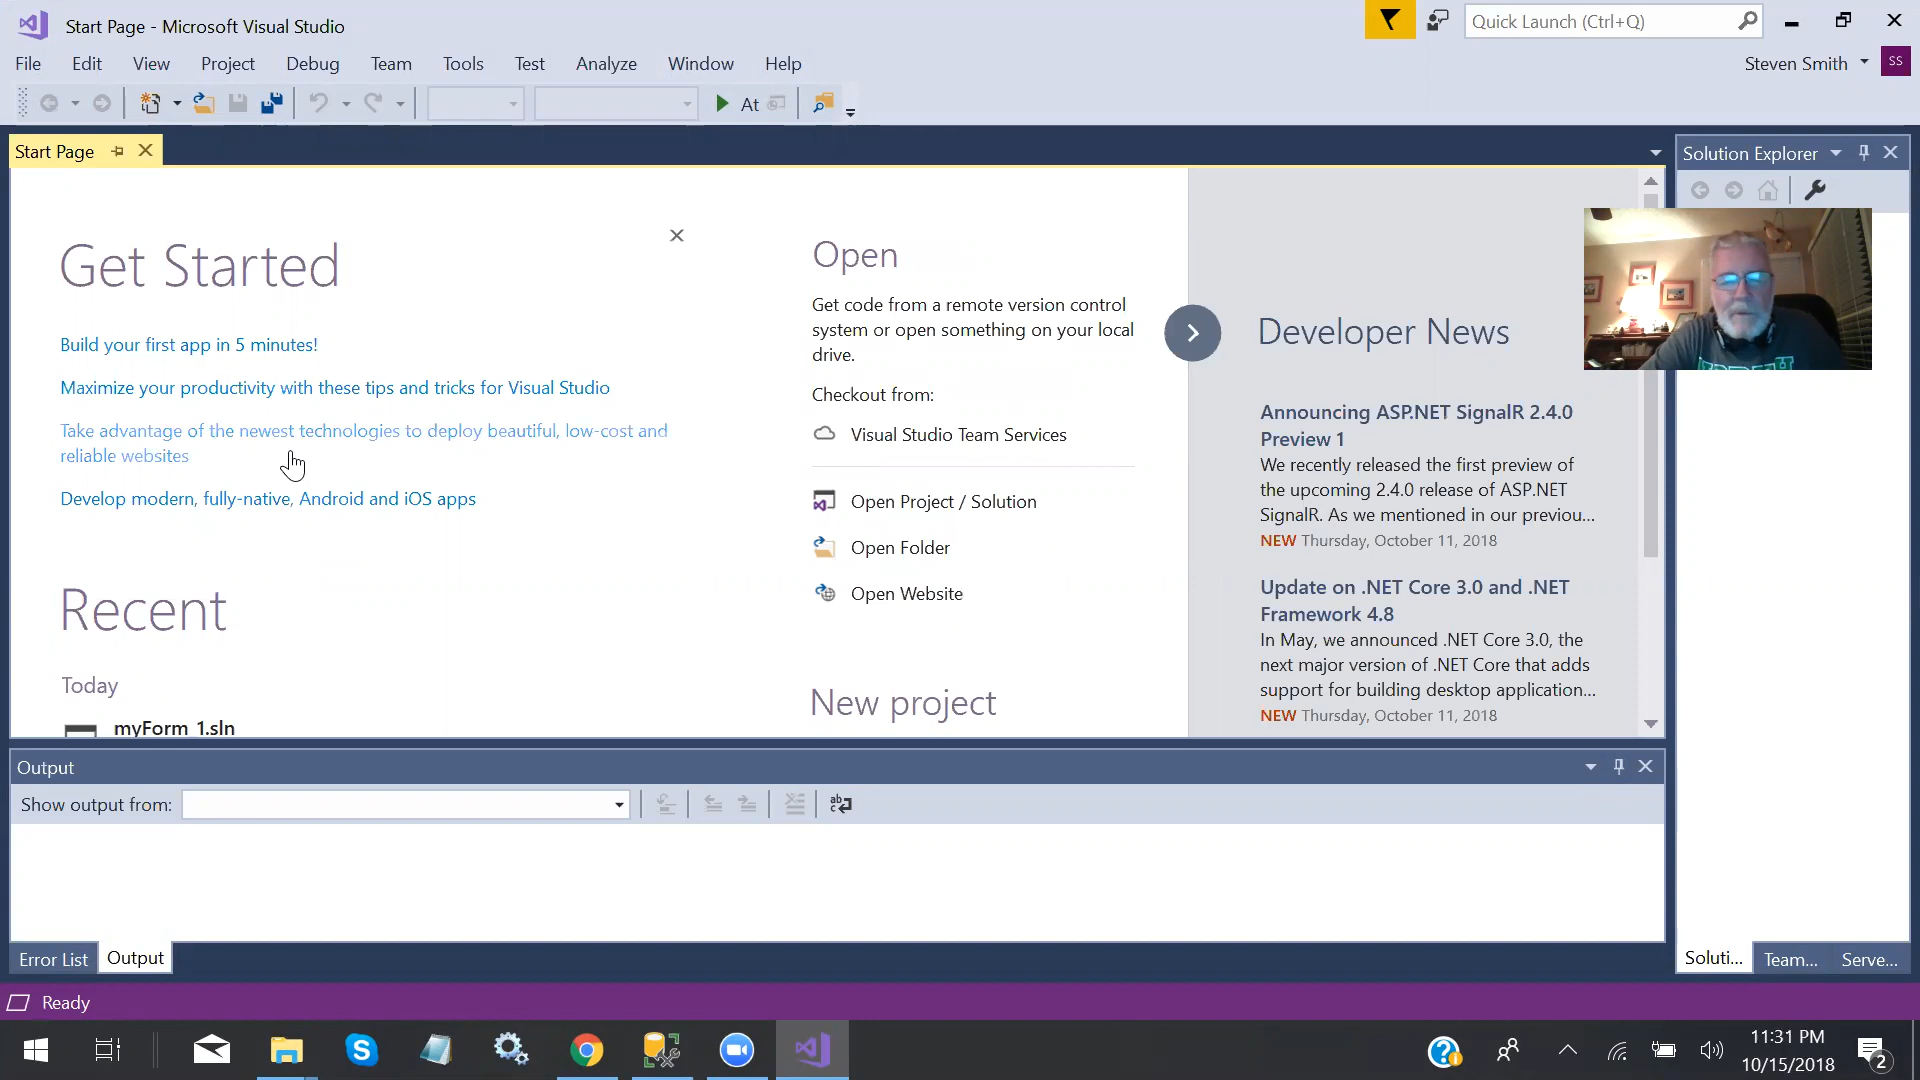 Start Page - Microsoft Visual Studio
Quick Launch (Ctrl+Q)
File Edit View Project Debug Team Tools Test Analyze Window Help
Steven Smith
SS
At
Start Page
Solution Explorer
Get Started
Build your first app in 5 minutes!
Maximize your productivity with these tips and tricks for Visual Studio
Take advantage of the newest technologies to deploy beautiful, low-cost and
reliable websites
Develop modern, fully-native, Android and iOS apps
Recent
Today
myForm_1.sln
Open
Get code from a remote version control
system or open something on your local
drive.
Checkout from:
Visual Studio Team Services
Open Project / Solution
Open Folder
Open Website
New project
Developer News
Announcing ASP.NET SignalR 2.4.0
Preview 1
We recently released the first preview of
the upcoming 2.4.0 release of ASP.NET
SignalR. As we mentioned in our previou...
NEW Thursday, October 11, 2018
Update on .NET Core 3.0 and .NET
Framework 4.8
In May, we announced .NET Core 3.0, the
next major version of .NET Core that adds
support for building desktop application...
NEW Thursday, October 11, 2018
Output
Show output from:
Error List
Output
Soluti...
Team...
Serve...
Ready
11:31 PM
10/15/2018
2